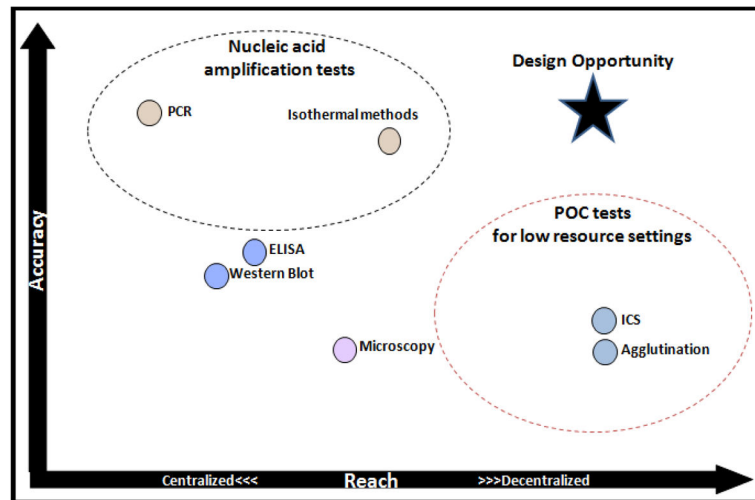 Nucleic acid
amplification tests
Design Opportunity
PCR
Isothermal methods
POC tests
for low resource settings
ELISA
Western Blot
ICS
Microscopy
Agglutination
Accuracy
Centralized<<<
Reach
>>>Decentralized